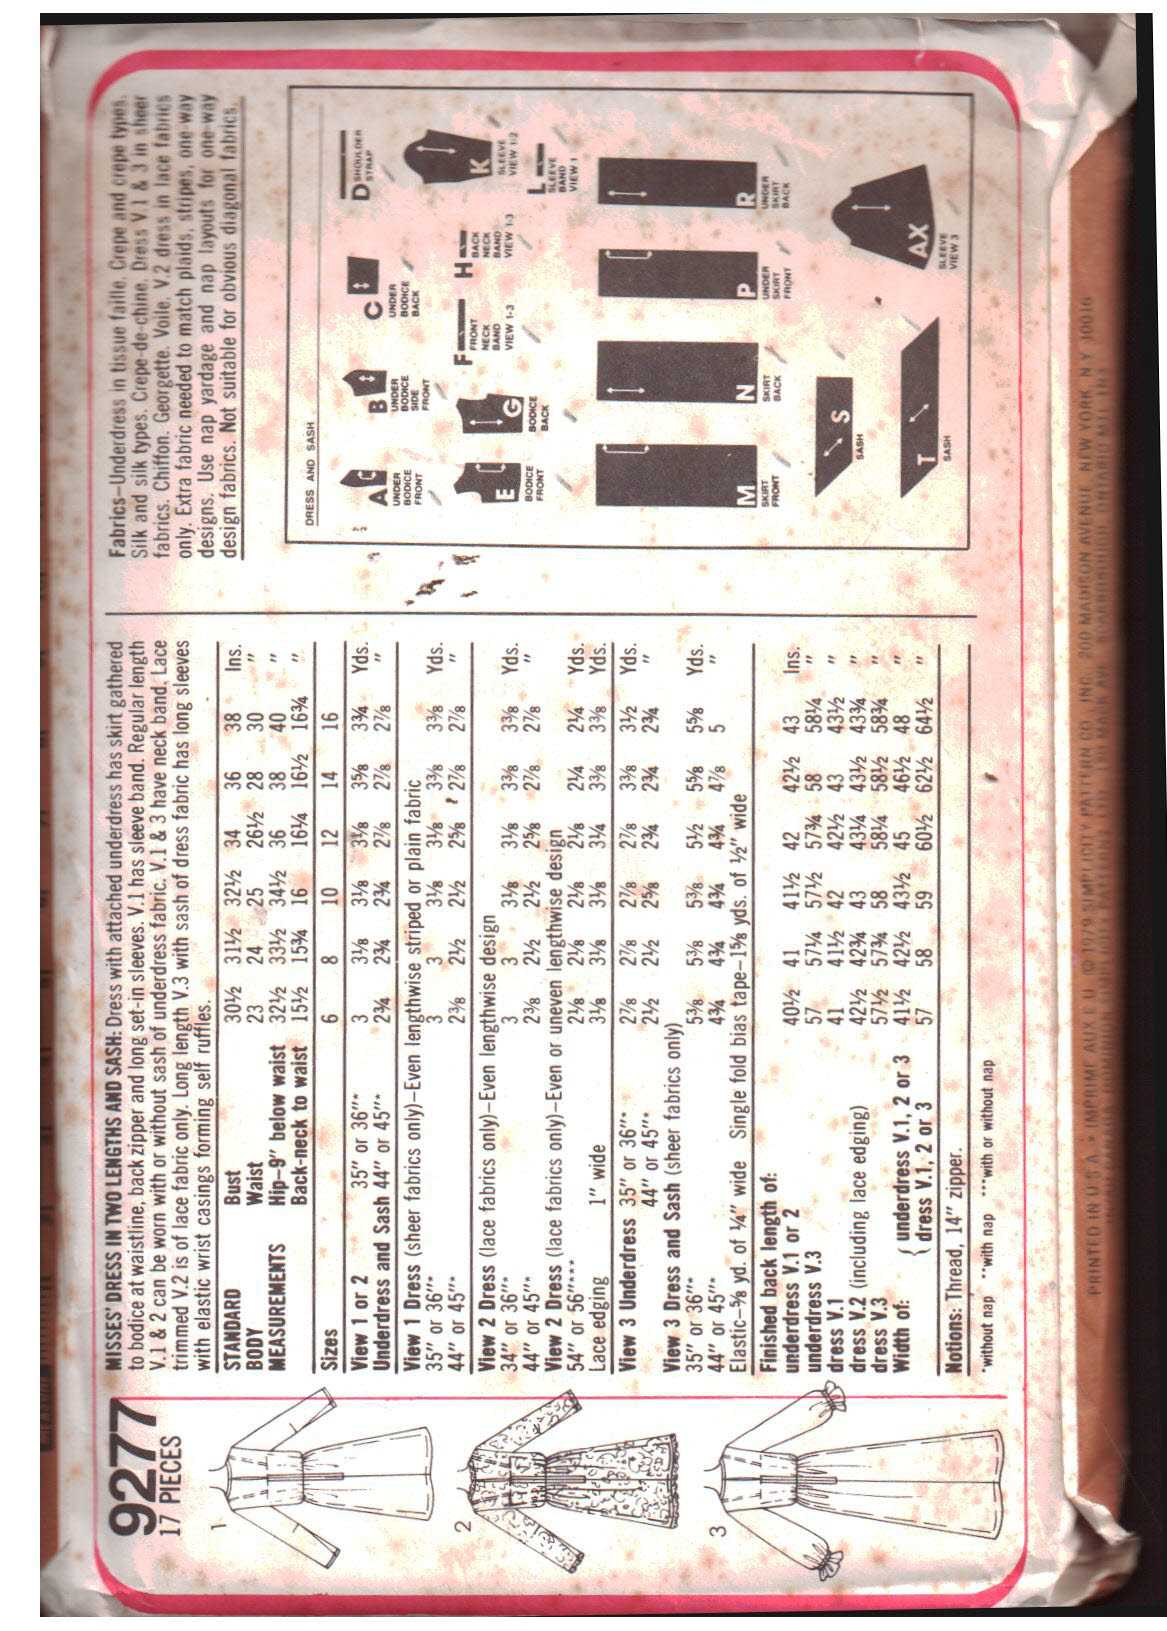 9277
17 PIECES
1
2
3
MISSES' DRESS IN TWO LENGTHS AND SASH: Dress with attached underdress has skirt gathered
to bodice at waistline, back zipper and long set-in sleeves. V.1 has sleeve band. Regular length
V.1 & 2 can be worn with or without sash of underdress fabric. V.1 & 3 have neck band. Lace
trimmed V.2 is of lace fabric only. Long length V.3 with sash of dress fabric has long sleeves
with elastic wrist casings forming self ruffles.
STANDARD Bust 30½ 31½ 32½ 34 36 38 Ins.
BODY Waist 23 24 25 26½ 28 30 "
MEASUREMENTS Hip–9" below waist 32½ 33½ 34½ 36 38 40 "
Back-neck to waist 15½ 15¾ 16 16¼ 16½ 16¾ "
Sizes 6 8 10 12 14 16
View 1 or 2 35" or 36"* 3 3⅛ 3⅛ 3⅛ 3⅝ 3¾ Yds.
Underdress and Sash 44" or 45"* 2¾ 2¾ 2¾ 2⅞ 2⅞ 2⅞ "
View 1 Dress (sheer fabrics only)–Even lengthwise striped or plain fabric
35" or 36"* 3 3 3⅛ 3⅛ 3⅜ 3⅜ Yds.
44" or 45"* 2⅜ 2½ 2½ 2⅝ 2⅞ 2⅞ "
View 2 Dress (lace fabrics only)–Even lengthwise design
34" or 36"* 3 3 3⅛ 3⅛ 3⅜ 3⅜ Yds.
44" or 45"* 2⅜ 2½ 2½ 2⅝ 2⅞ 2⅞ "
View 2 Dress (lace fabrics only)–Even or uneven lengthwise design
54" or 56"*** 2⅛ 2⅛ 2⅛ 2⅛ 2¼ 2¼ Yds.
Lace edging 1" wide 3⅛ 3⅛ 3⅛ 3¼ 3⅜ 3⅜ Yds.
View 3 Underdress 35" or 36"* 2⅞ 2⅞ 2⅞ 2⅞ 3⅜ 3½ Yds.
44" or 45"* 2½ 2½ 2⅝ 2¾ 2¾ 2¾ "
View 3 Dress and Sash (sheer fabrics only)
35" or 36"* 5⅜ 5⅜ 5⅜ 5½ 5⅝ 5⅝ Yds.
44" or 45"* 4¾ 4¾ 4¾ 4¾ 4⅞ 5 "
Elastic–⅝ yd. of ¼" wide Single fold bias tape–1⅝ yds. of ½" wide
Finished back length of:
underdress V.1 or 2 40½ 41 41½ 42 42½ 43 Ins.
underdress V.3 57 57¼ 57½ 57¾ 58 58¼ "
dress V.1 41 41½ 42 42½ 43 43½ "
dress V.2 (including lace edging) 42½ 42¾ 43 43¼ 43½ 43¾ "
dress V.3 57½ 57¾ 58 58¼ 58½ 58¾ "
Width of: { underdress V.1, 2 or 3 41½ 42½ 43½ 45 46½ 48 "
{ dress V.1, 2 or 3 57 58 59 60½ 62½ 64½ "
Notions: Thread, 14" zipper.
*without nap **with nap ***with or without nap
Fabrics–Underdress in tissue faille. Crepe and crepe types.
Silk and silk types. Crepe-de-chine. Dress V.1 & 3 in sheer
fabrics. Chiffon. Georgette. Voile. V.2 dress in lace fabrics
only. Extra fabric needed to match plaids, stripes, one-way
designs. Use nap yardage and nap layouts for one-way
design fabrics. Not suitable for obvious diagonal fabrics.
DRESS AND SASH
A
UNDER
BODICE
FRONT
B
UNDER
BODICE
SIDE
FRONT
C
UNDER
BODICE
BACK
D
SHOULDER
STRAP
E
BODICE
FRONT
G
BODICE
BACK
F
FRONT
NECK
BAND
VIEW 1-3
H
BACK
NECK
BAND
VIEW 1-3
K
SLEEVE
VIEW 1-2
L
SLEEVE
BAND
VIEW 1
M
SKIRT
FRONT
N
SKIRT
BACK
P
UNDER
SKIRT
FRONT
R
UNDER
SKIRT
BACK
S
SASH
T
SASH
AX
SLEEVE
VIEW 3
PRINTED IN U.S.A. • IMPRIME AUX E.U. © 1979 SIMPLICITY PATTERN CO. INC. 200 MADISON AVENUE, NEW YORK, N.Y. 10016